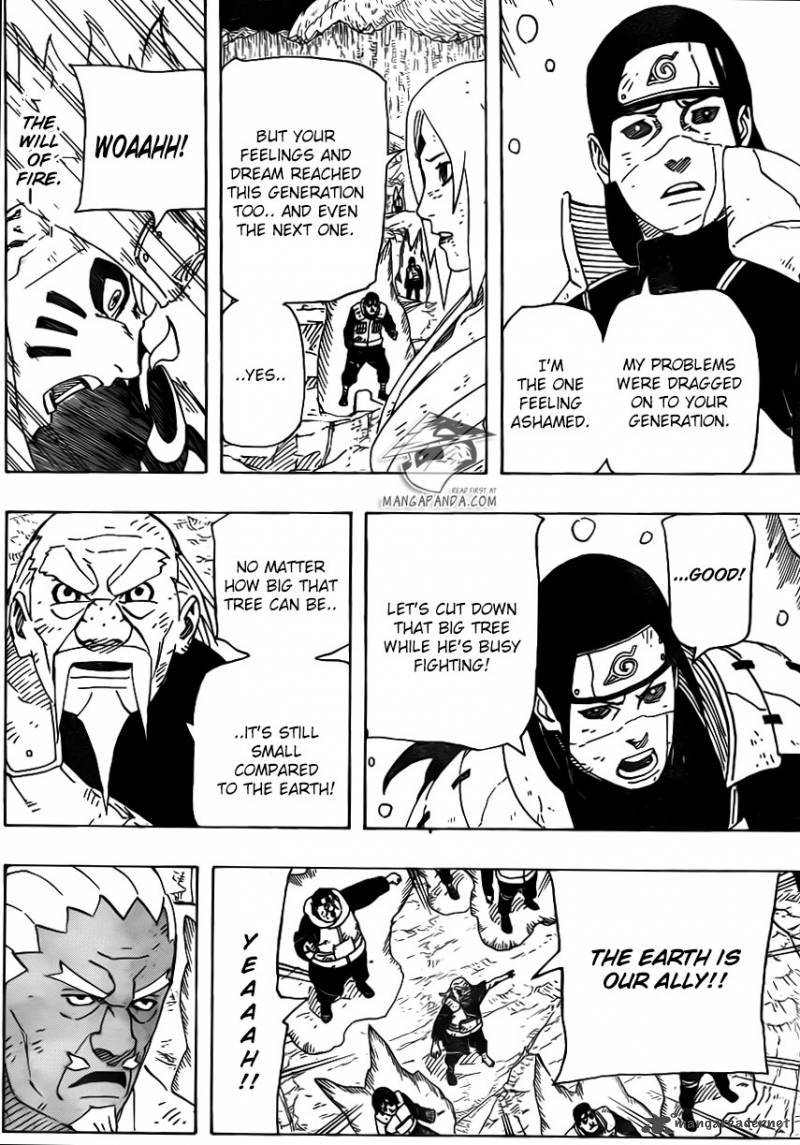 MY PROBLEMS
WERE DRAGGED
ON TO YOUR
GENERATION.
I'M
THE ONE
FEELING
ASHAMED.
BUT YOUR
FEELINGS AND
DREAM REACHED
THIS GENERATION
TOO.. AND EVEN
THE NEXT ONE.
..YES..
WOAAHH!
THE
WILL
OF
FIRE.
READ FIRST AT
MANGAPANDA.COM
...GOOD!
LET'S CUT DOWN
THAT BIG TREE
WHILE HE'S BUSY
FIGHTING!
NO MATTER
HOW BIG THAT
TREE CAN BE..
..IT'S STILL
SMALL
COMPARED
TO THE EARTH!
THE EARTH IS
OUR ALLY!!
YEAAAH!!
mangareader.net